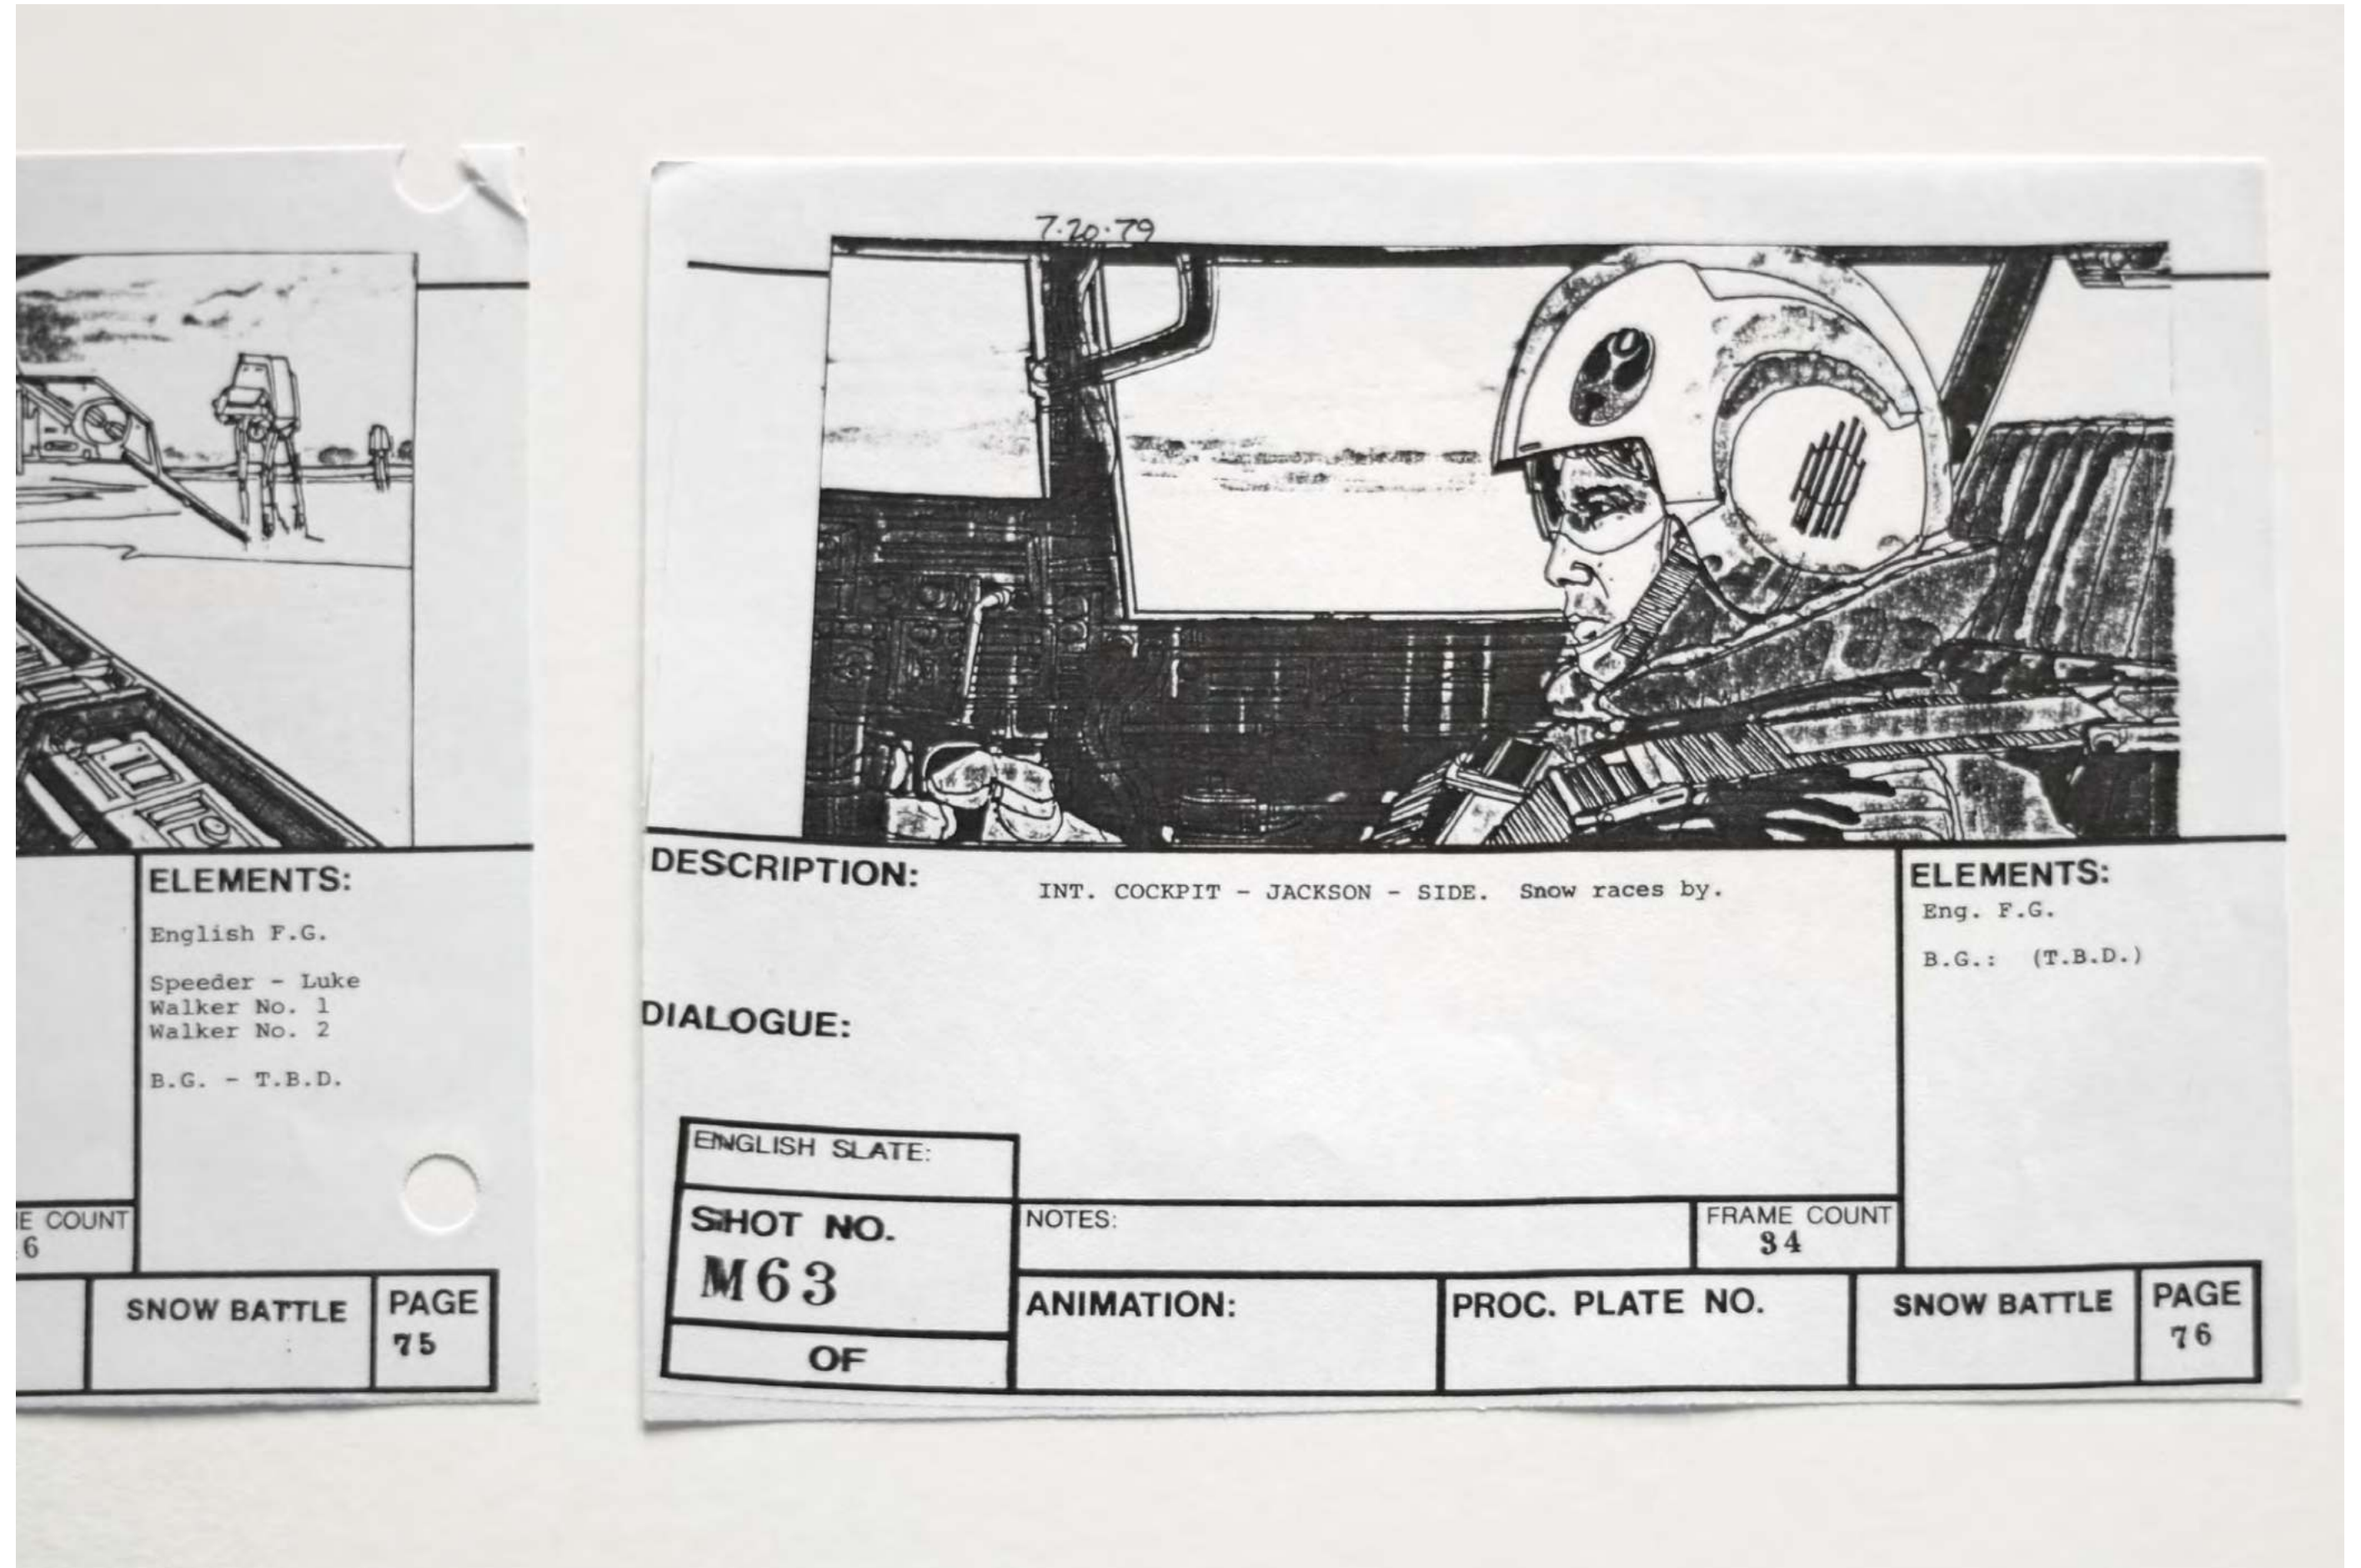 ELEMENTS:
English F.G.
Speeder - Luke
Walker No. 1
Walker No. 2
B.G. - T.B.D.
E COUNT
6
SNOW BATTLE
PAGE
75
7·20·79
DESCRIPTION:
INT. COCKPIT - JACKSON - SIDE. Snow races by.
ELEMENTS:
Eng. F.G.
B.G.: (T.B.D.)
DIALOGUE:
ENGLISH SLATE:
SHOT NO.
M63
OF
NOTES:
FRAME COUNT
34
ANIMATION:
PROC. PLATE NO.
SNOW BATTLE
PAGE
76